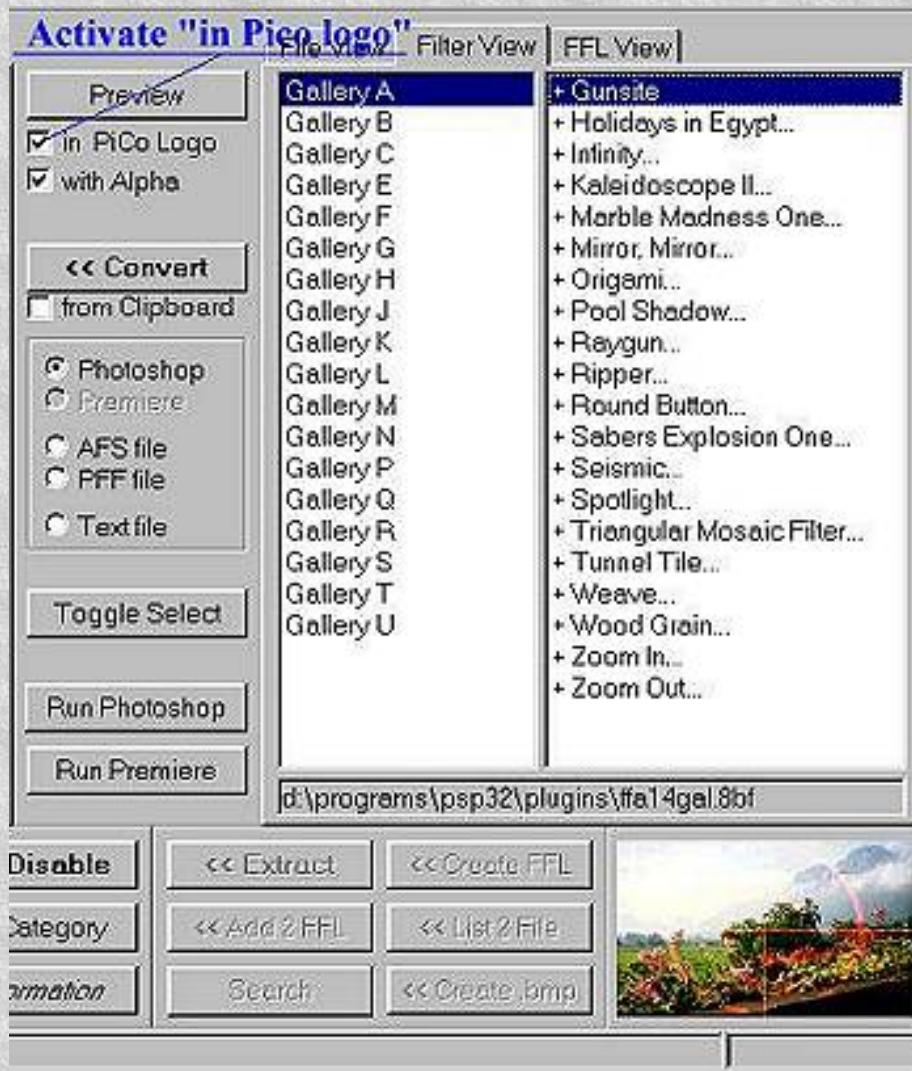 Activate "in Pico logo"
File View
Filter View
FFL View
Preview
in PiCo Logo
with Alpha
<< Convert
from Clipboard
Photoshop
Premiere
AFS file
PFF file
Text file
Toggle Select
Run Photoshop
Run Premiere
Gallery A
Gallery B
Gallery C
Gallery E
Gallery F
Gallery G
Gallery H
Gallery J
Gallery K
Gallery L
Gallery M
Gallery N
Gallery P
Gallery Q
Gallery R
Gallery S
Gallery T
Gallery U
+ Gunsite
+ Holidays in Egypt...
+ Infinity...
+ Kaleidoscope II...
+ Marble Madness One...
+ Mirror, Mirror...
+ Origami...
+ Pool Shadow...
+ Raygun...
+ Ripper...
+ Round Button...
+ Sabers Explosion One...
+ Seismic...
+ Spotlight...
+ Triangular Mosaic Filter...
+ Tunnel Tile...
+ Weave...
+ Wood Grain...
+ Zoom In...
+ Zoom Out...
d:\programs\psp32\plugins\ffa14gal.8bf
Disable
<< Extract
<< Create FFL
Category
<< Add 2 FFL
<< List 2 File
ormation
Search
<< Create .bmp